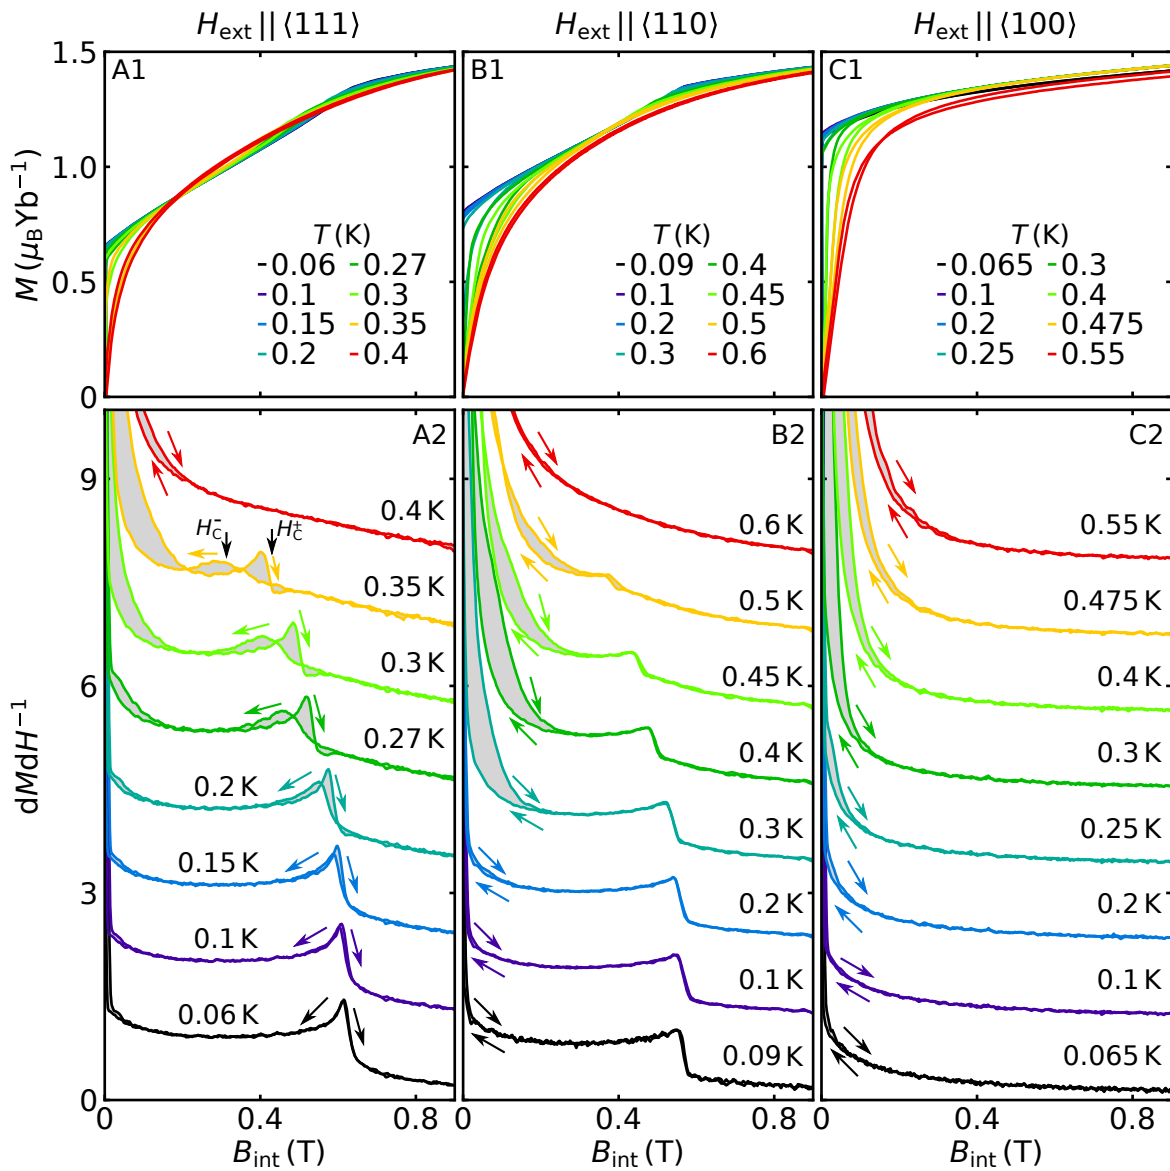 H_ext || ⟨111⟩ H_ext || ⟨110⟩ H_ext || ⟨100⟩
1.5
1.0
0.5
0
M (μ_B Yb⁻¹)
A1
T (K)
0.06 0.27
0.1 0.3
0.15 0.35
0.2 0.4
B1
T (K)
0.09 0.4
0.1 0.45
0.2 0.5
0.3 0.6
C1
T (K)
0.065 0.3
0.1 0.4
0.2 0.475
0.25 0.55
9
6
3
0
dMdH⁻¹
A2
0.4 K
H_C⁻ H_C⁺
0.35 K
0.3 K
0.27 K
0.2 K
0.15 K
0.1 K
0.06 K
0 0.4 0.8
B_int (T)
B2
0.6 K
0.5 K
0.45 K
0.4 K
0.3 K
0.2 K
0.1 K
0.09 K
0 0.4 0.8
B_int (T)
C2
0.55 K
0.475 K
0.4 K
0.3 K
0.25 K
0.2 K
0.1 K
0.065 K
0 0.4 0.8
B_int (T)